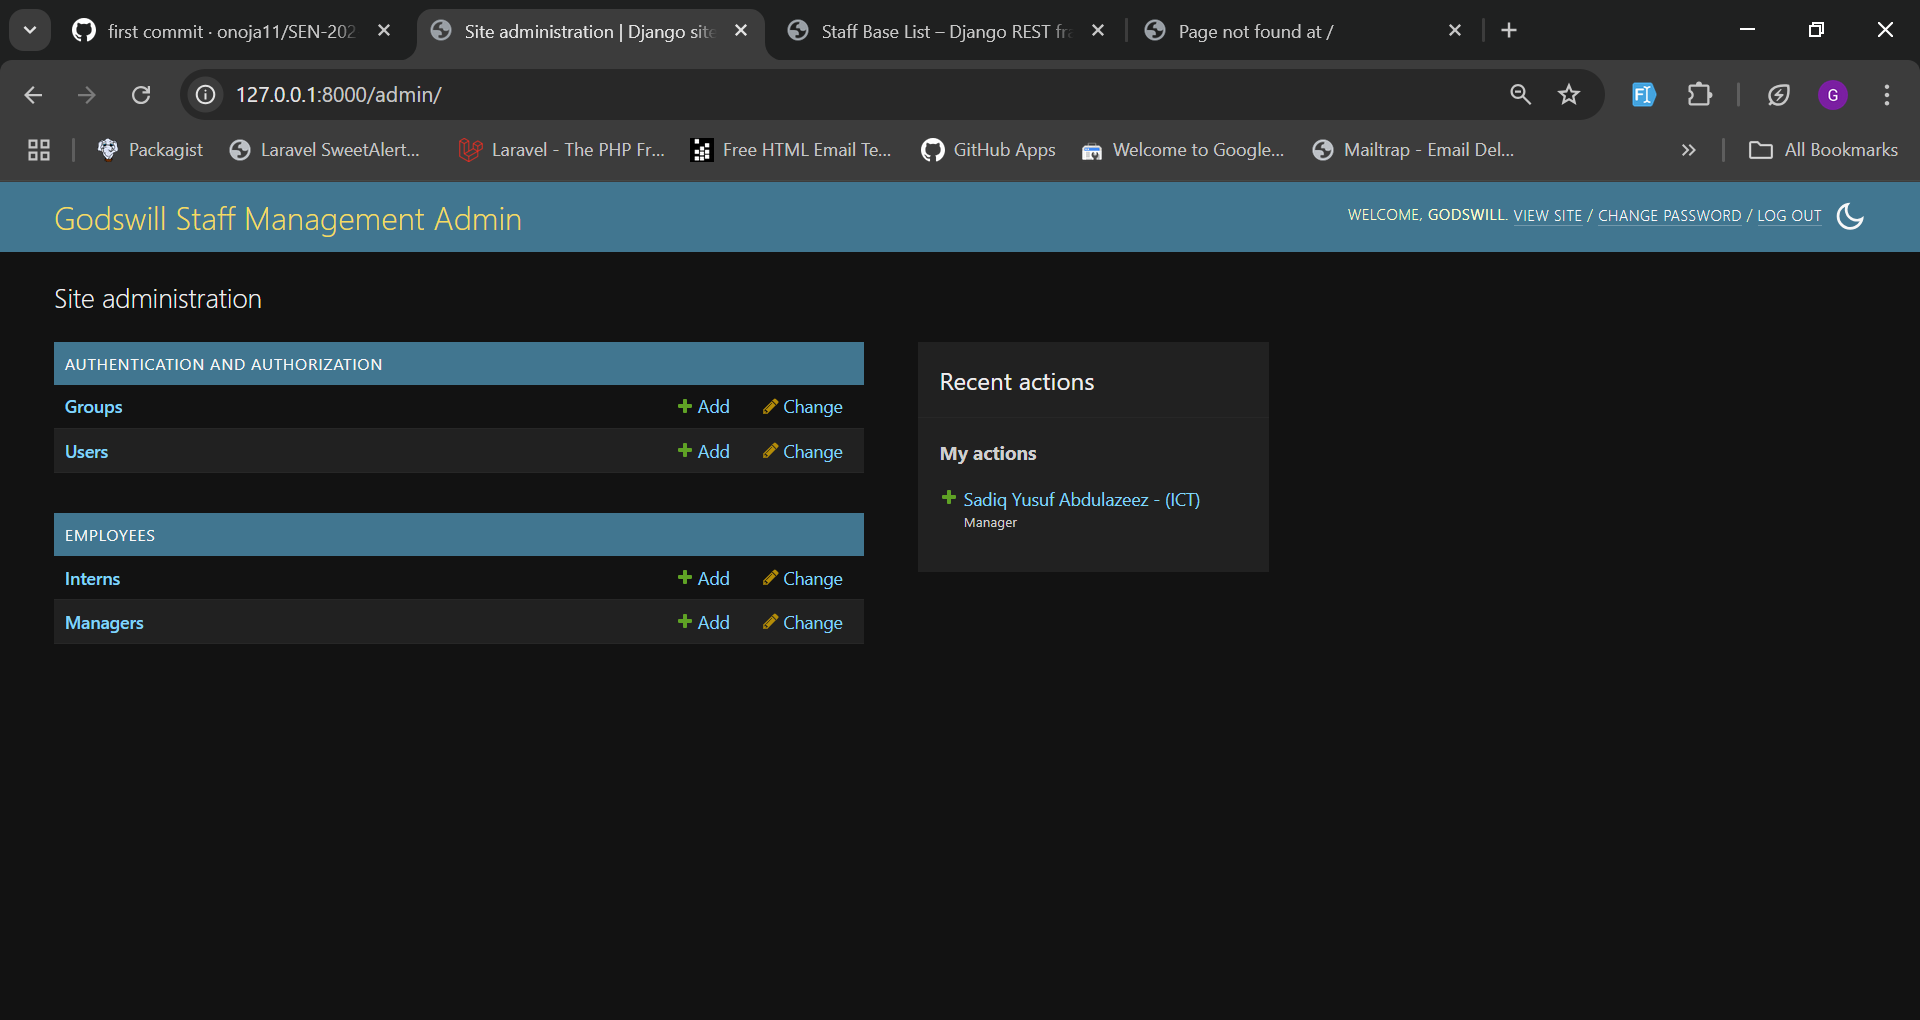 first commit · onoja11/SEN-202
Site administration | Django site
Staff Base List – Django REST fra
Page not found at /
127.0.0.1:8000/admin/
FI
G
Packagist
Laravel SweetAlert...
Laravel - The PHP Fr...
Free HTML Email Te...
GitHub Apps
Welcome to Google...
Mailtrap - Email Del...
»
All Bookmarks
Godswill Staff Management Admin
WELCOME, GODSWILL. VIEW SITE / CHANGE PASSWORD / LOG OUT
Site administration
AUTHENTICATION AND AUTHORIZATION
Groups Add Change
Users Add Change
EMPLOYEES
Interns Add Change
Managers Add Change
Recent actions
My actions
Sadiq Yusuf Abdulazeez - (ICT)
Manager